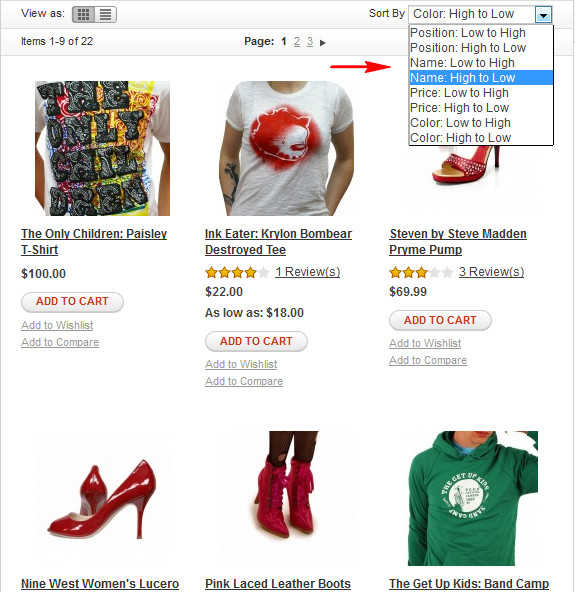 View as:
Sort By Color: High to Low
Position: Low to High
Position: High to Low
Name: Low to High
Name: High to Low
Price: Low to High
Price: High to Low
Color: Low to High
Color: High to Low
Items 1-9 of 22
Page: 1 2 3
The Only Children: Paisley
T-Shirt
$100.00
ADD TO CART
Add to Wishlist
Add to Compare
Ink Eater: Krylon Bombear
Destroyed Tee
1 Review(s)
$22.00
As low as: $18.00
ADD TO CART
Add to Wishlist
Add to Compare
Steven by Steve Madden
Pryme Pump
3 Review(s)
$69.99
ADD TO CART
Add to Wishlist
Add to Compare
THE GET UP KIDS
BAND CAMP
Nine West Women's Lucero
Pink Laced Leather Boots
The Get Up Kids: Band Camp